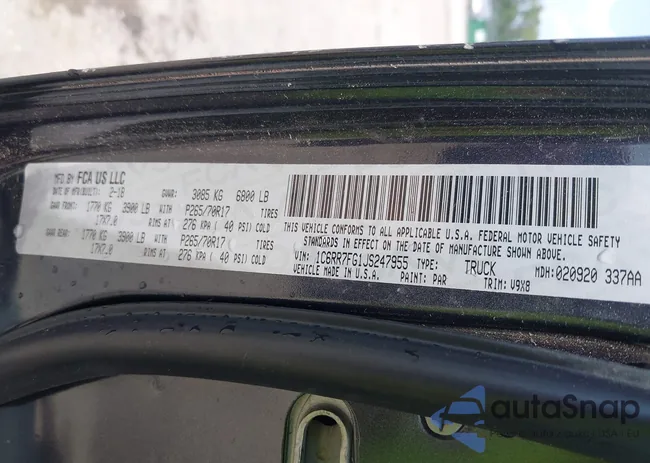 MFD BY FCA US LLC
DATE OF MFR(BUILT): 2-18 GVWR: 3085 KG 6800 LB
GAWR FRONT: 1770 KG 3900 LB WITH P265/70R17 TIRES
17X7.0 RIMS AT 276 KPA( 40 PSI) COLD
GAWR REAR: 1770 KG 3900 LB WITH P265/70R17 TIRES
17X7.0 RIMS AT 276 KPA( 40 PSI) COLD
THIS VEHICLE CONFORMS TO ALL APPLICABLE U.S.A. FEDERAL MOTOR VEHICLE SAFETY
STANDARDS IN EFFECT ON THE DATE OF MANUFACTURE SHOWN ABOVE.
VIN: 1C6RR7FG1JS247955 TYPE: TRUCK MDH:020920 337AA
VEHICLE MADE IN U.S.A. PAINT: PAR TRIM: V9X8
autoSnap